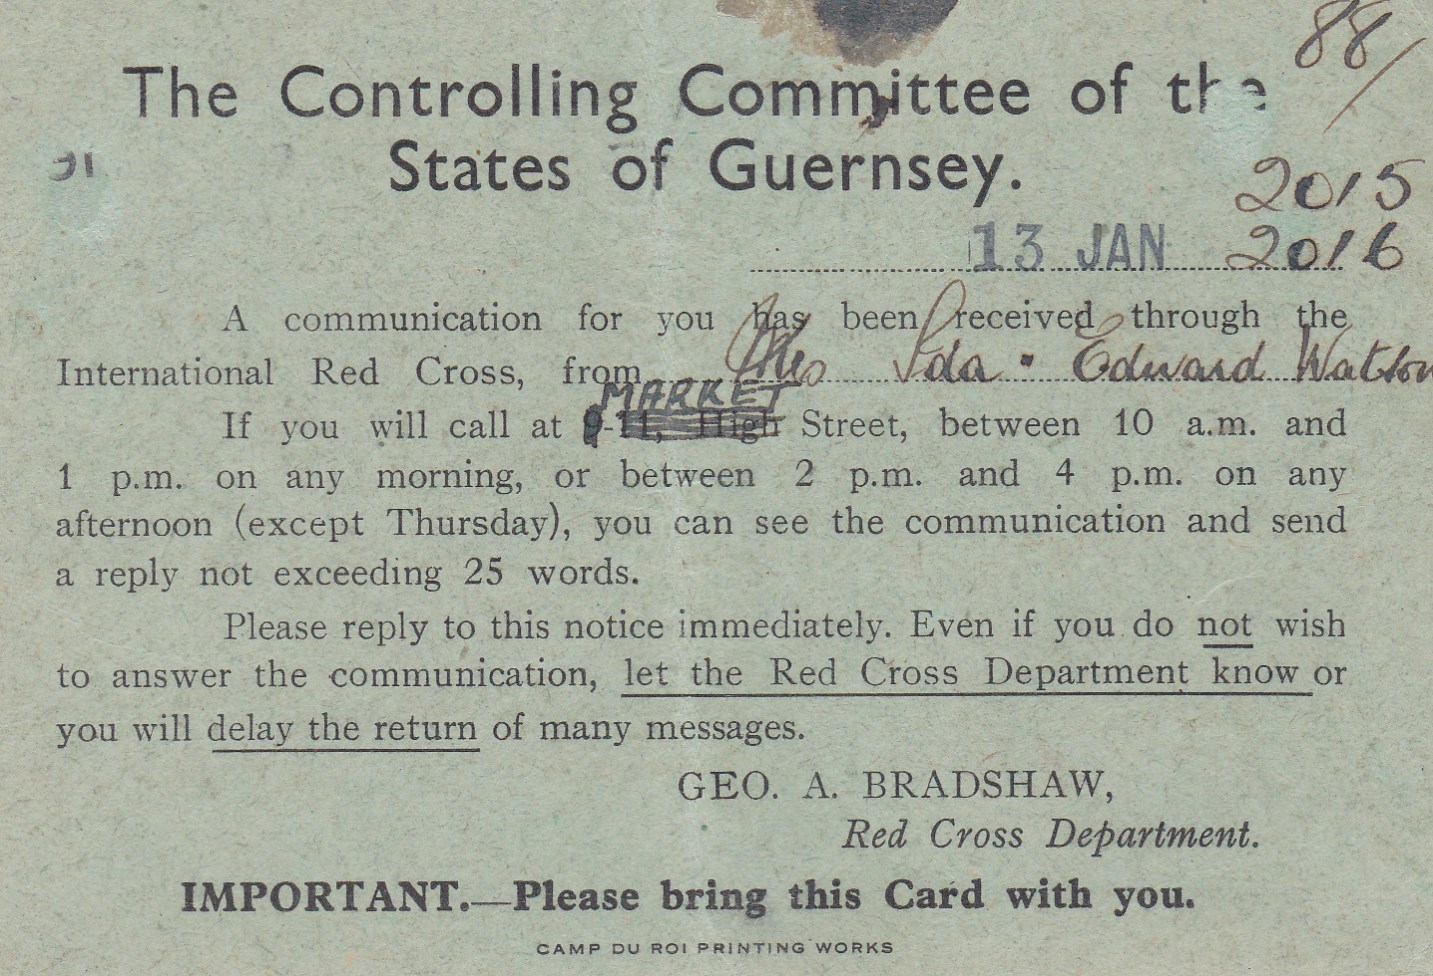 88/
The Controlling Committee of the
States of Guernsey.
2015
13 JAN 2016
A communication for you has been received through the
International Red Cross, from Ida · Edward Watson
MARKET
If you will call at 9-11, High Street, between 10 a.m. and
1 p.m. on any morning, or between 2 p.m. and 4 p.m. on any
afternoon (except Thursday), you can see the communication and send
a reply not exceeding 25 words.
Please reply to this notice immediately. Even if you do not wish
to answer the communication, let the Red Cross Department know or
you will delay the return of many messages.
GEO. A. BRADSHAW,
Red Cross Department.
IMPORTANT.—Please bring this Card with you.
CAMP DU ROI PRINTING WORKS